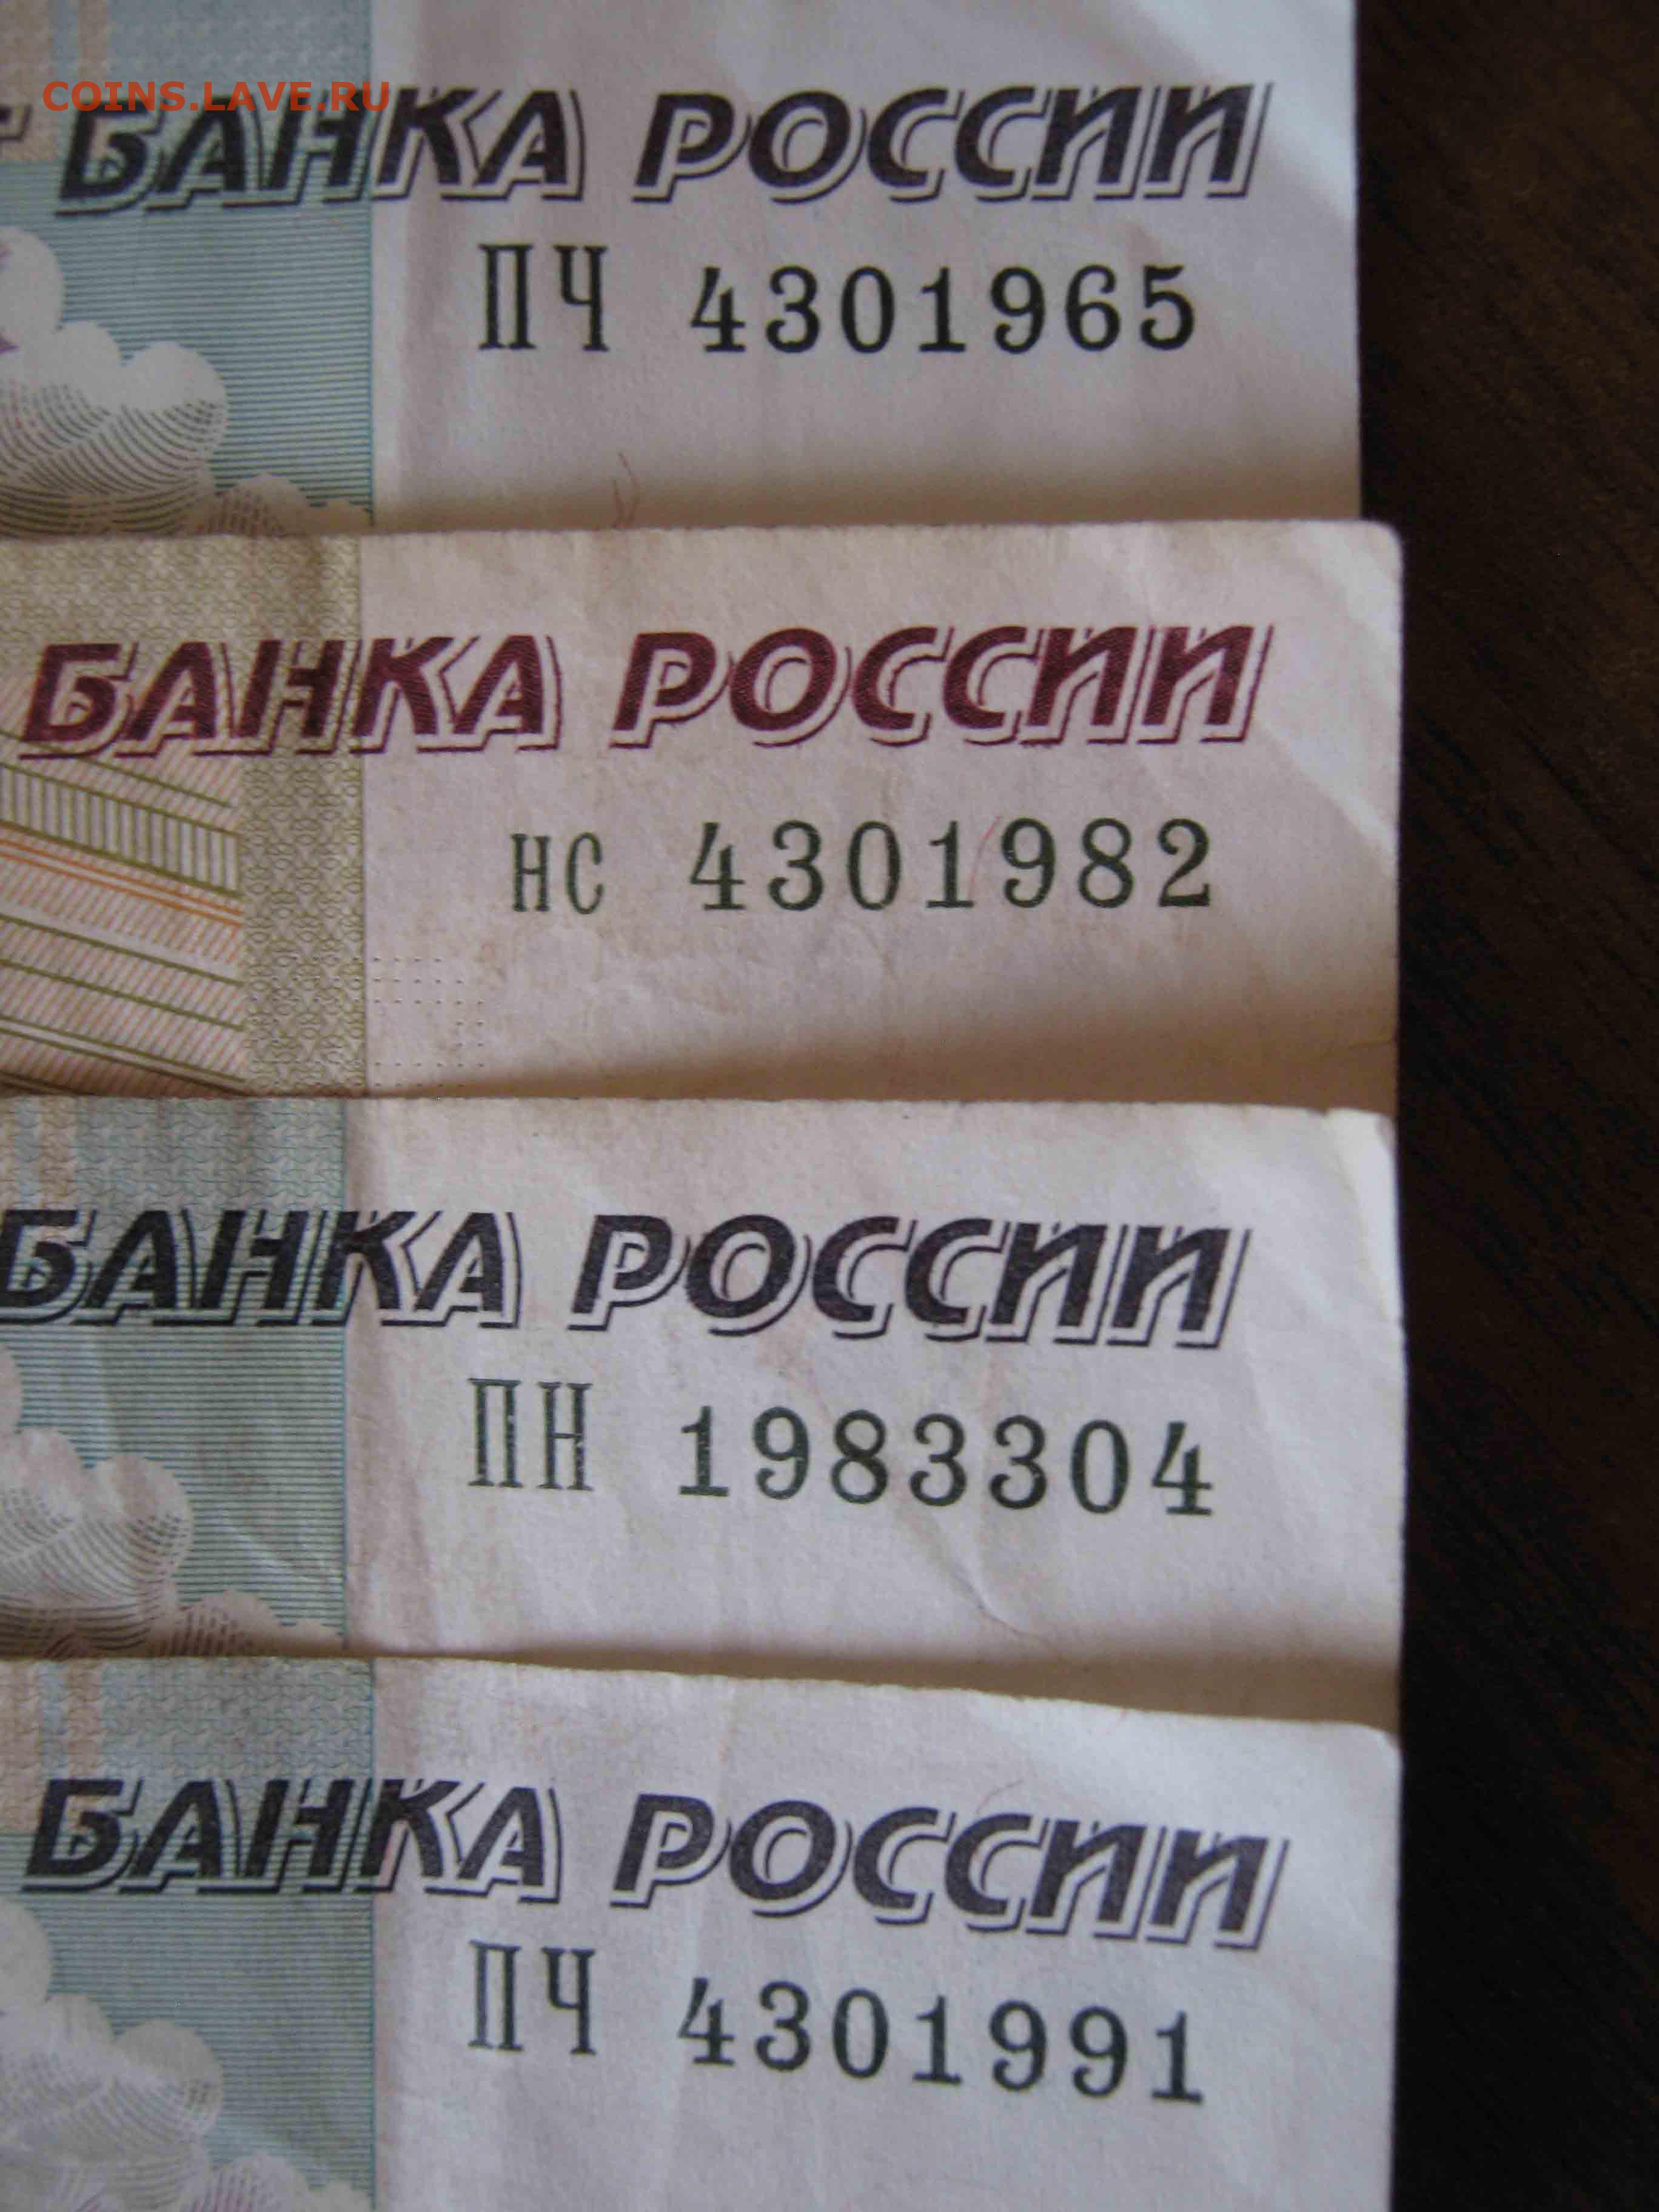 COINS.LAVE.RU
БАНКА РОССИИ
ПЧ 4301965
БАНКА РОССИИ
НС 4301982
БАНКА РОССИИ
ПН 1983304
БАНКА РОССИИ
ПЧ 4301991